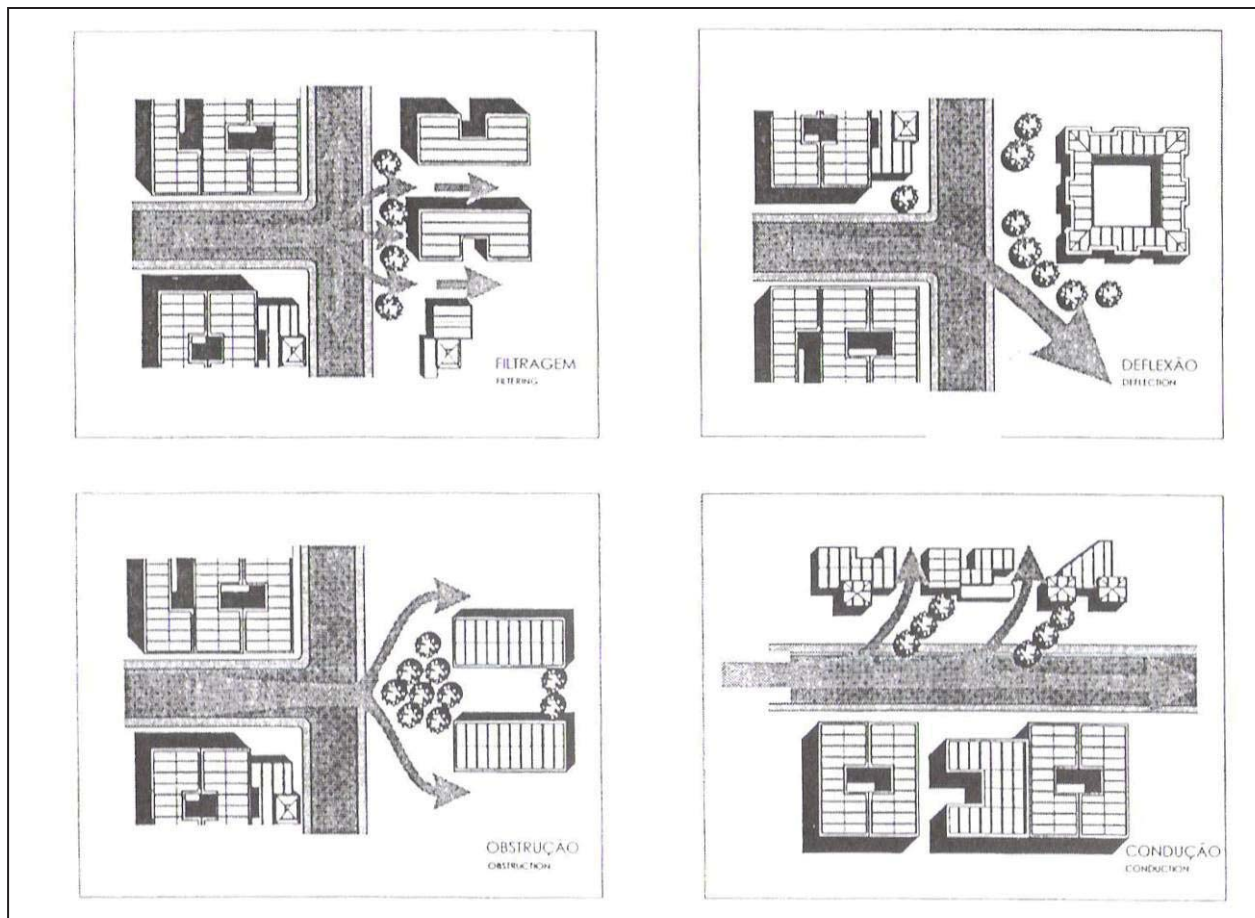 FILTRAGEM
FILTERING
DEFLEXÃO
DEFLECTION
OBSTRUÇÃO
OBSTRUCTION
CONDUÇÃO
CONDUCTION